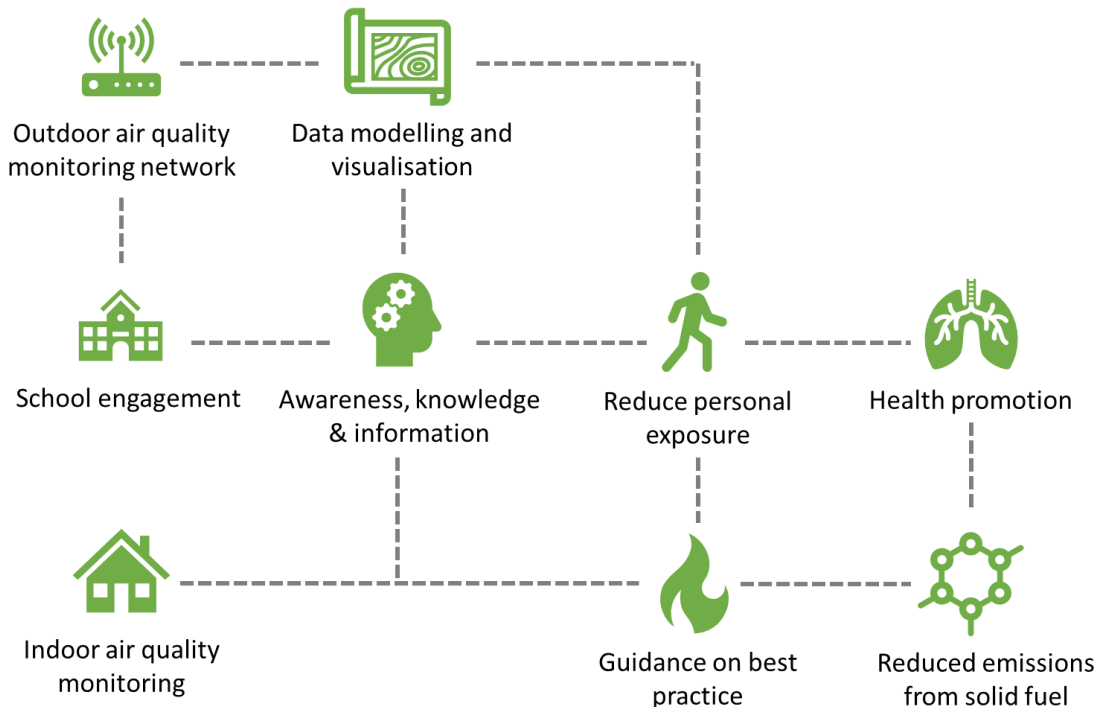 Outdoor air quality
monitoring network
Data modelling and
visualisation
School engagement
Awareness, knowledge
& information
Reduce personal
exposure
Health promotion
Indoor air quality
monitoring
Guidance on best
practice
Reduced emissions
from solid fuel